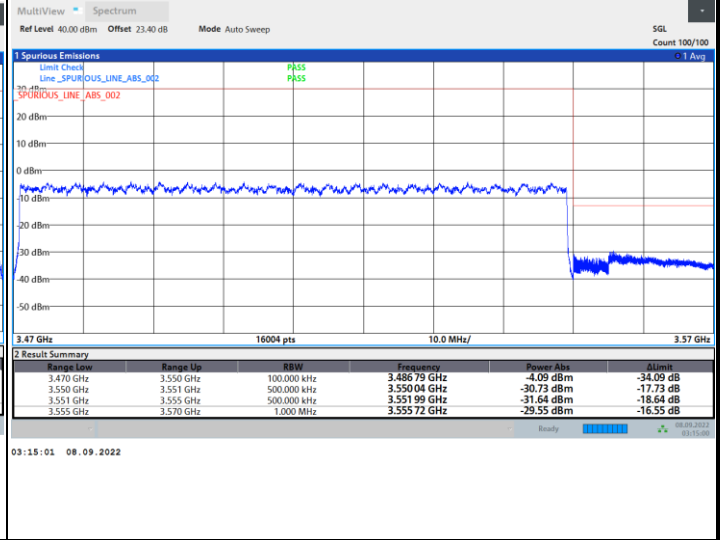 MultiView Spectrum
Ref Level 40.00 dBm Offset 23.40 dB Mode Auto Sweep SGL
Count 100/100
1 Spurious Emissions 1 Avg
Limit Check PASS
Line _SPURIOUS_LINE_ABS_002 PASS
30 dBm
_SPURIOUS_LINE_ABS_002
20 dBm
10 dBm
0 dBm
-10 dBm
-20 dBm
-30 dBm
-40 dBm
-50 dBm
3.47 GHz 16004 pts 10.0 MHz/ 3.57 GHz
2 Result Summary
Range Low Range Up RBW Frequency Power Abs ΔLimit
3.470 GHz 3.550 GHz 100.000 kHz 3.486 79 GHz -4.09 dBm -34.09 dB
3.550 GHz 3.551 GHz 500.000 kHz 3.550 04 GHz -30.73 dBm -17.73 dB
3.551 GHz 3.555 GHz 500.000 kHz 3.551 99 GHz -31.64 dBm -18.64 dB
3.555 GHz 3.570 GHz 1.000 MHz 3.555 72 GHz -29.55 dBm -16.55 dB
Ready 08.09.2022
03:15:00
03:15:01 08.09.2022